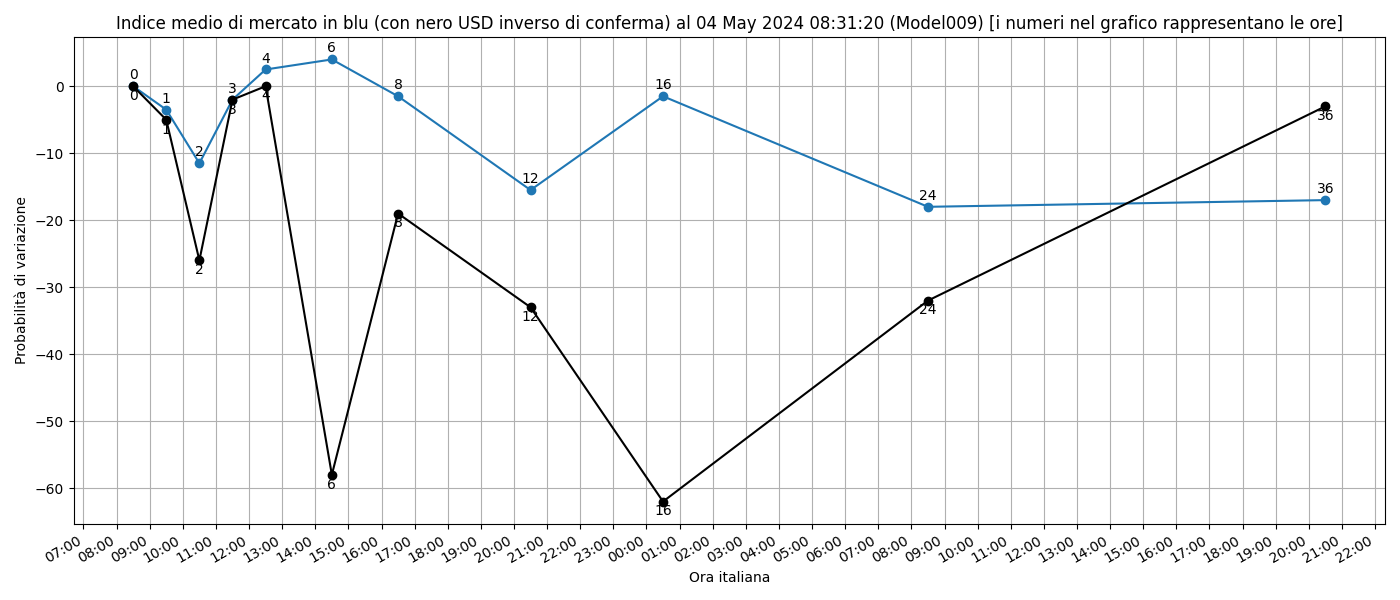 Indice medio di mercato in blu (con nero USD inverso di conferma) al 04 May 2024 08:31:20 (Model009) [i numeri nel grafico rappresentano le ore]
Probabilità di variazione
0
−10
−20
−30
−40
−50
−60
0 1 2 3 4 6 8 12 16 24 36
0 1 2 3 4 6 8 12 16 24 36
07:00 08:00 09:00 10:00 11:00 12:00 13:00 14:00 15:00 16:00 17:00 18:00 19:00 20:00 21:00 22:00 23:00 00:00 01:00 02:00 03:00 04:00 05:00 06:00 07:00 08:00 09:00 10:00 11:00 12:00 13:00 14:00 15:00 16:00 17:00 18:00 19:00 20:00 21:00 22:00
Ora italiana